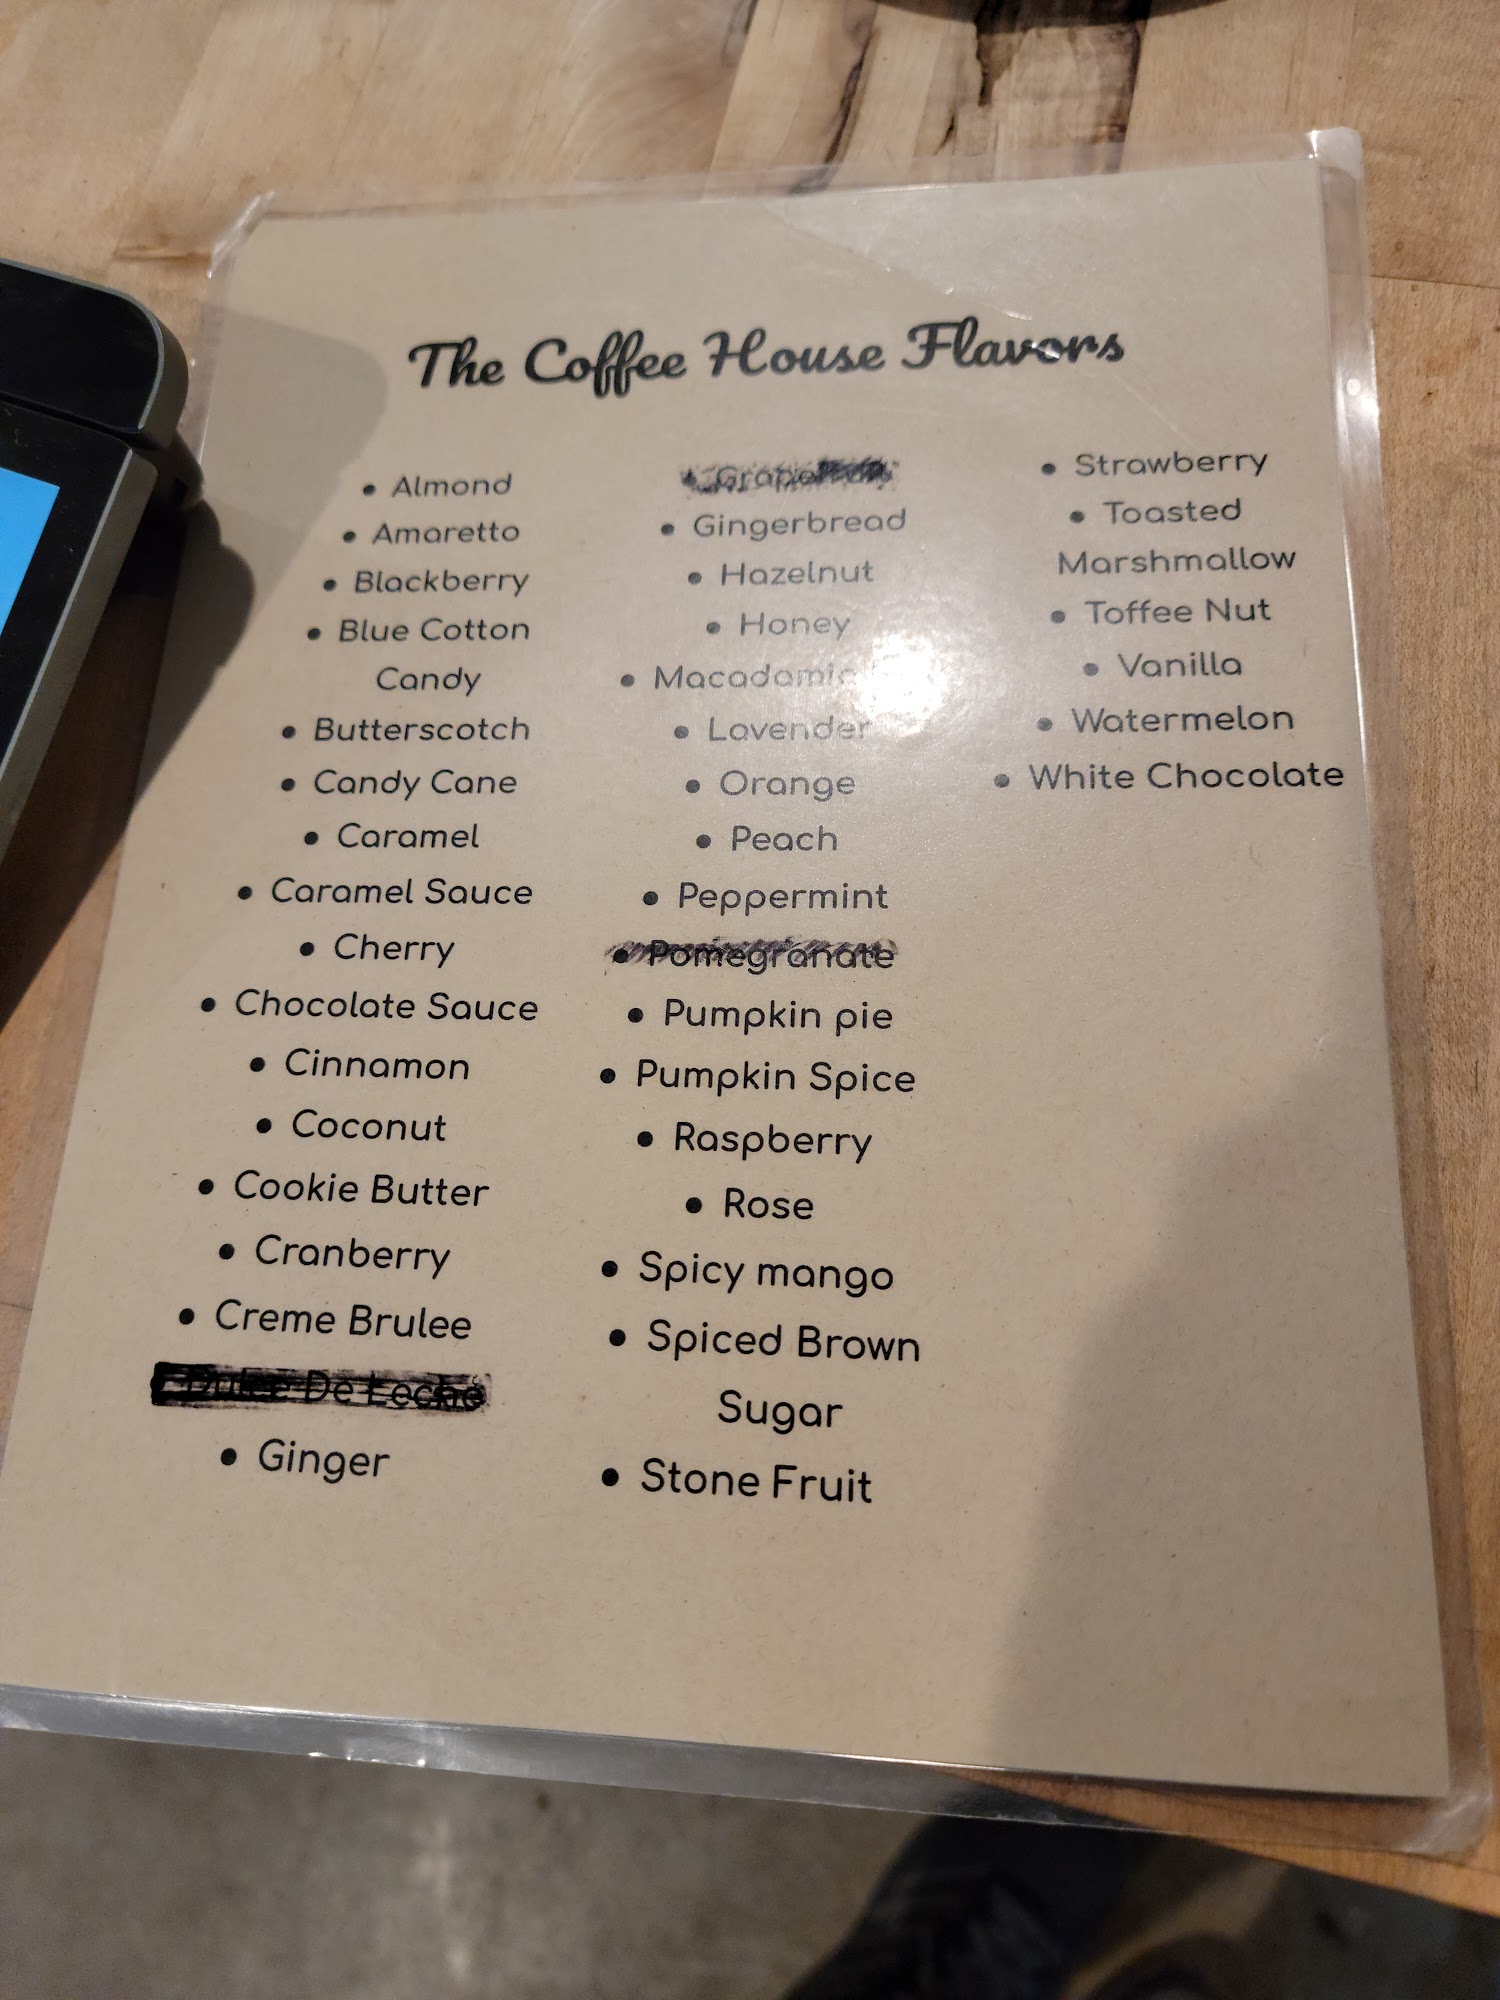 The Coffee House Flavors
• Almond
• Amaretto
• Blackberry
• Blue Cotton
Candy
• Butterscotch
• Candy Cane
• Caramel
• Caramel Sauce
• Cherry
• Chocolate Sauce
• Cinnamon
• Coconut
• Cookie Butter
• Cranberry
• Creme Brulee
• Dulce De Leche
• Ginger
• Gingerbread
• Hazelnut
• Honey
• Lavender
• Orange
• Peach
• Peppermint
• Pomegranate
• Pumpkin pie
• Pumpkin Spice
• Raspberry
• Rose
• Spicy mango
• Spiced Brown
Sugar
• Stone Fruit
• Strawberry
• Toasted
Marshmallow
• Toffee Nut
• Vanilla
• Watermelon
• White Chocolate